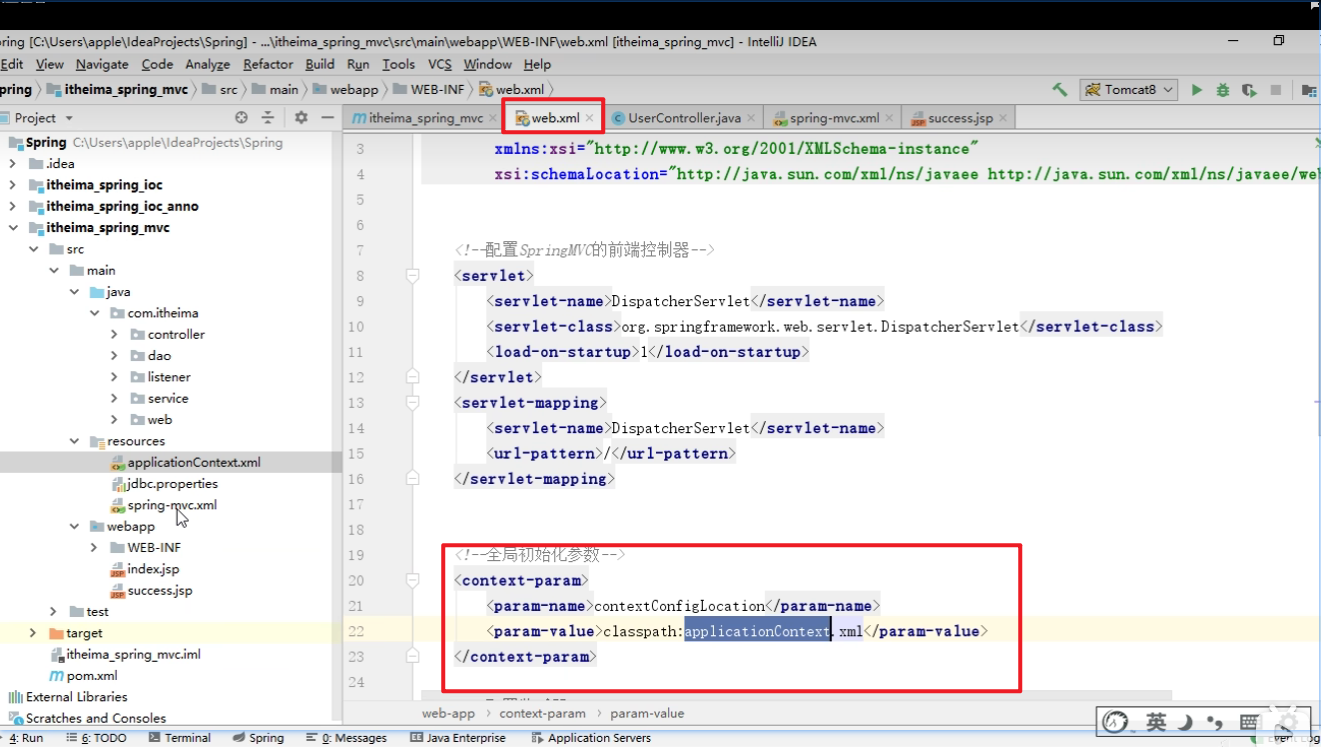 ring [C:\Users\apple\IdeaProjects\Spring] - ...\itheima_spring_mvc\src\main\webapp\WEB-INF\web.xml [itheima_spring_mvc] - IntelliJ IDEA
Edit View Navigate Code Analyze Refactor Build Run Tools VCS Window Help
pring itheima_spring_mvc src main webapp WEB-INF web.xml Tomcat8
Project
itheima_spring_mvc web.xml UserController.java spring-mvc.xml success.jsp
Spring C:\Users\apple\IdeaProjects\Spring
.idea
itheima_spring_ioc
itheima_spring_ioc_anno
itheima_spring_mvc
src
main
java
com.itheima
controller
dao
listener
service
web
resources
applicationContext.xml
jdbc.properties
spring-mvc.xml
webapp
WEB-INF
index.jsp
success.jsp
test
target
itheima_spring_mvc.iml
pom.xml
External Libraries
Scratches and Consoles
3 xmlns:xsi="http://www.w3.org/2001/XMLSchema-instance"
4 xsi:schemaLocation="http://java.sun.com/xml/ns/javaee http://java.sun.com/xml/ns/javaee/we
5
6
7 <!--配置SpringMVC的前端控制器-->
8 <servlet>
9 <servlet-name>DispatcherServlet</servlet-name>
10 <servlet-class>org.springframework.web.servlet.DispatcherServlet</servlet-class>
11 <load-on-startup>1</load-on-startup>
12 </servlet>
13 <servlet-mapping>
14 <servlet-name>DispatcherServlet</servlet-name>
15 <url-pattern>/</url-pattern>
16 </servlet-mapping>
17
18
19 <!--全局初始化参数-->
20 <context-param>
21 <param-name>contextConfigLocation</param-name>
22 <param-value>classpath:applicationContext.xml</param-value>
23 </context-param>
24
web-app › context-param › param-value
英
4: Run 6: TODO Terminal Spring 0: Messages Java Enterprise Application Servers